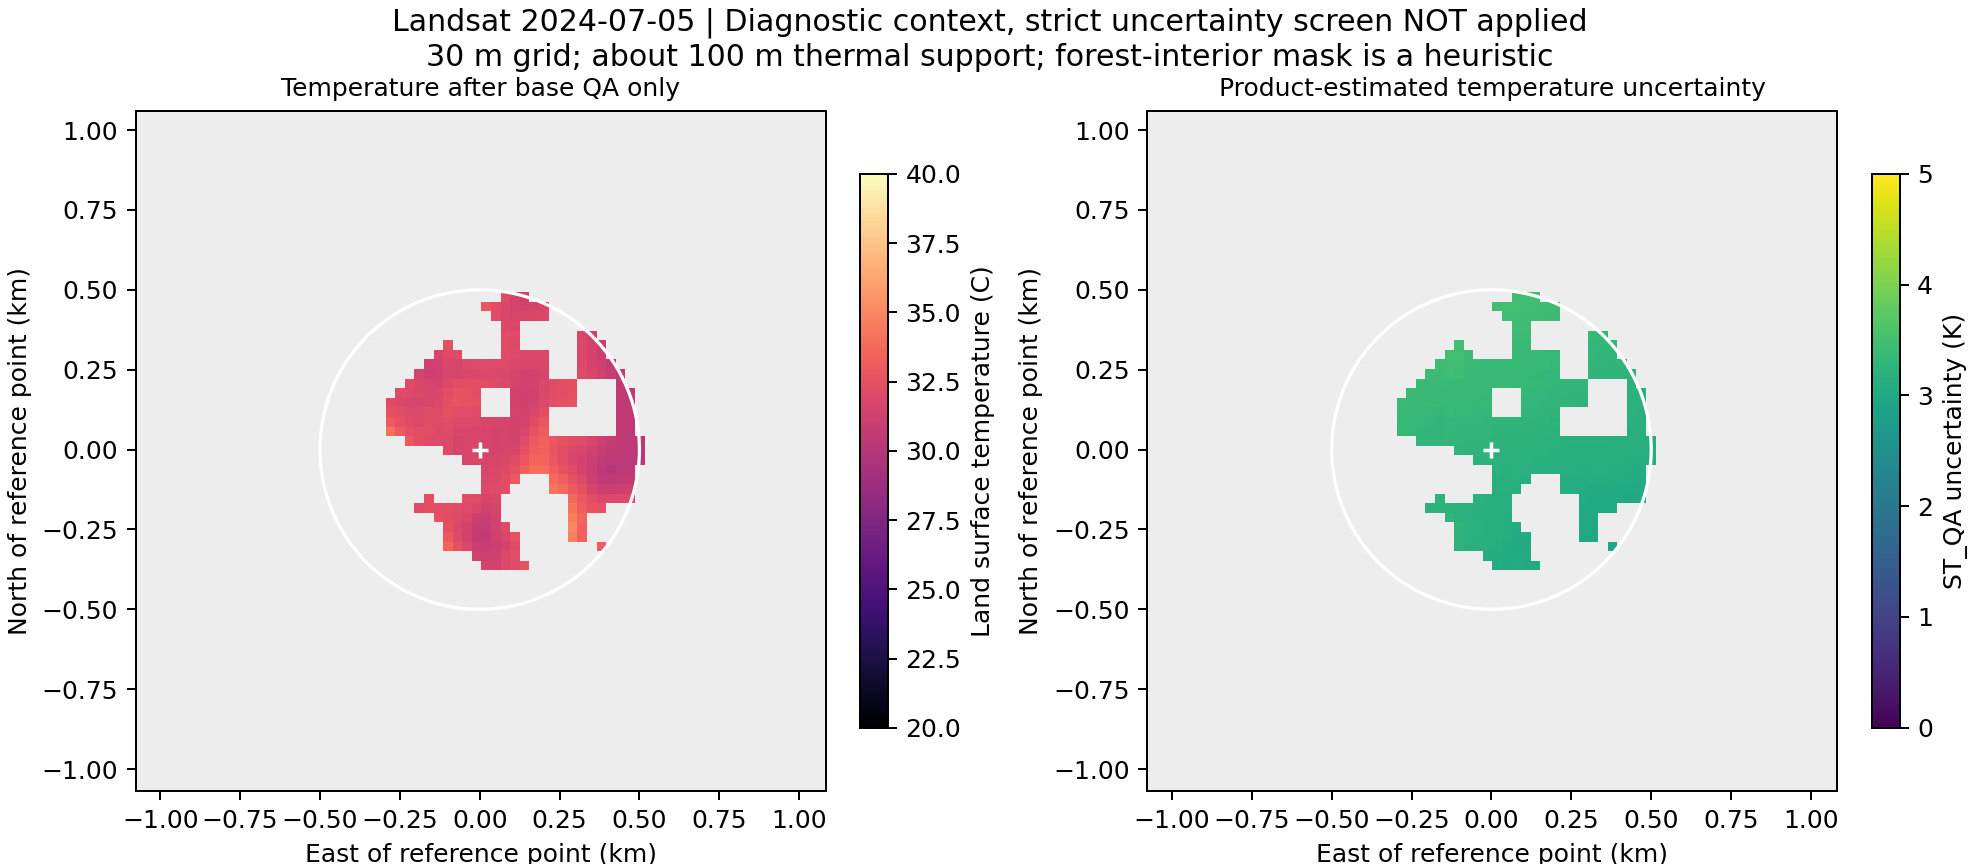 Landsat 2024-07-05 | Diagnostic context, strict uncertainty screen NOT applied
30 m grid; about 100 m thermal support; forest-interior mask is a heuristic
Temperature after base QA only
1.00
0.75
0.50
0.25
0.00
−0.25
−0.50
−0.75
−1.00
North of reference point (km)
−1.00 −0.75 −0.50 −0.25 0.00 0.25 0.50 0.75 1.00
East of reference point (km)
40.0
37.5
35.0
32.5
30.0
27.5
25.0
22.5
20.0
Land surface temperature (C)
Product-estimated temperature uncertainty
1.00
0.75
0.50
0.25
0.00
−0.25
−0.50
−0.75
−1.00
North of reference point (km)
−1.00 −0.75 −0.50 −0.25 0.00 0.25 0.50 0.75 1.00
East of reference point (km)
5
4
3
2
1
0
ST_QA uncertainty (K)